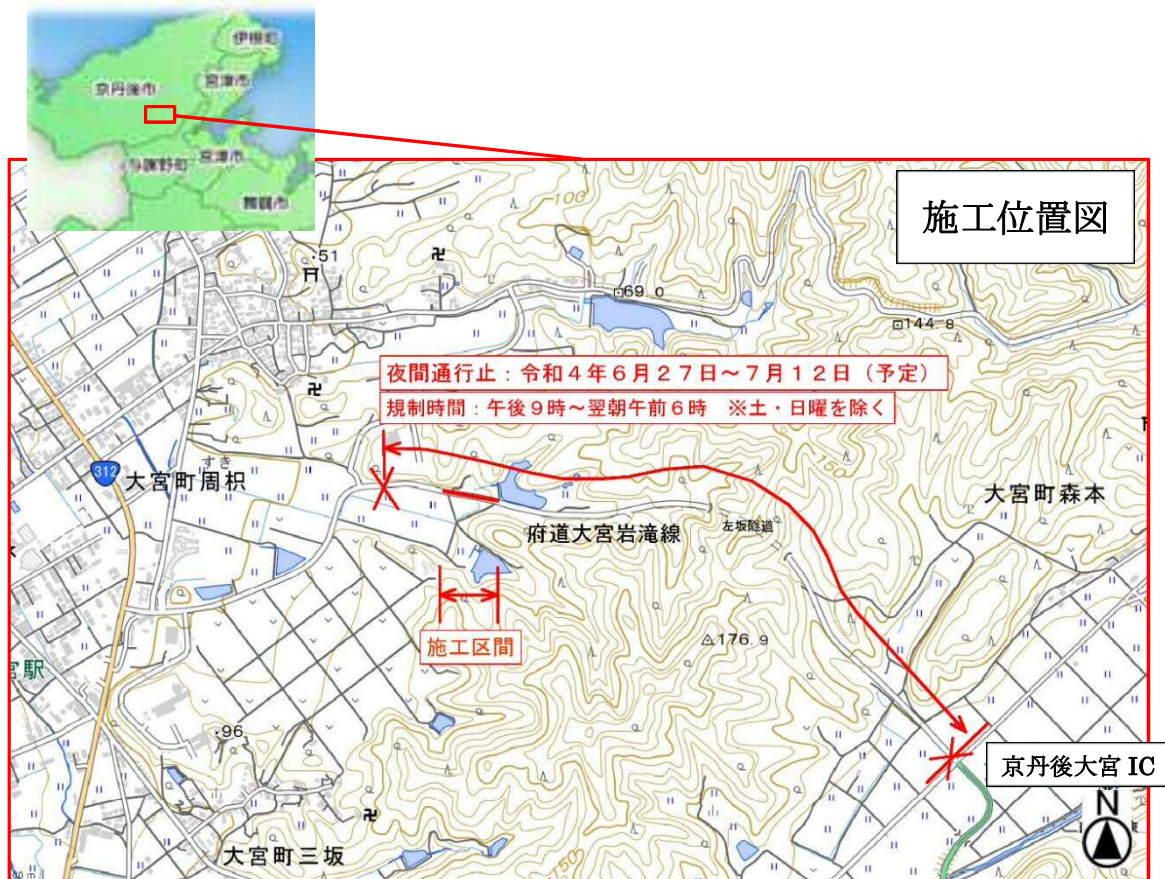 伊根町
京丹後市
宮津市
与謝野町
宮津市
舞鶴市
施工位置図
100
51
69.0
144.8
夜間通行止：令和４年６月２７日～７月１２日（予定）
規制時間：午後９時～翌朝午前６時　※土・日曜を除く
150
312
すき
大宮町周枳
大宮町森本
府道大宮岩滝線
左坂隧道
施工区間
176.9
宮駅
96
京丹後大宮 IC
N
大宮町三坂
150